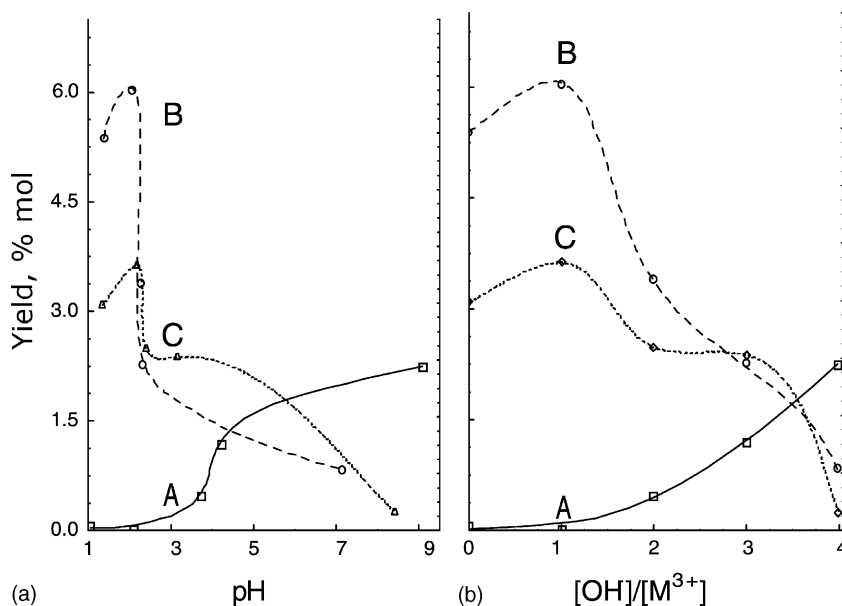 Yield, % mol
6.0
4.5
3.0
1.5
0.0
B
C
A
1 3 5 7 9
(a) pH
B
C
A
0 1 2 3 4
(b) [OH]/[M³⁺]